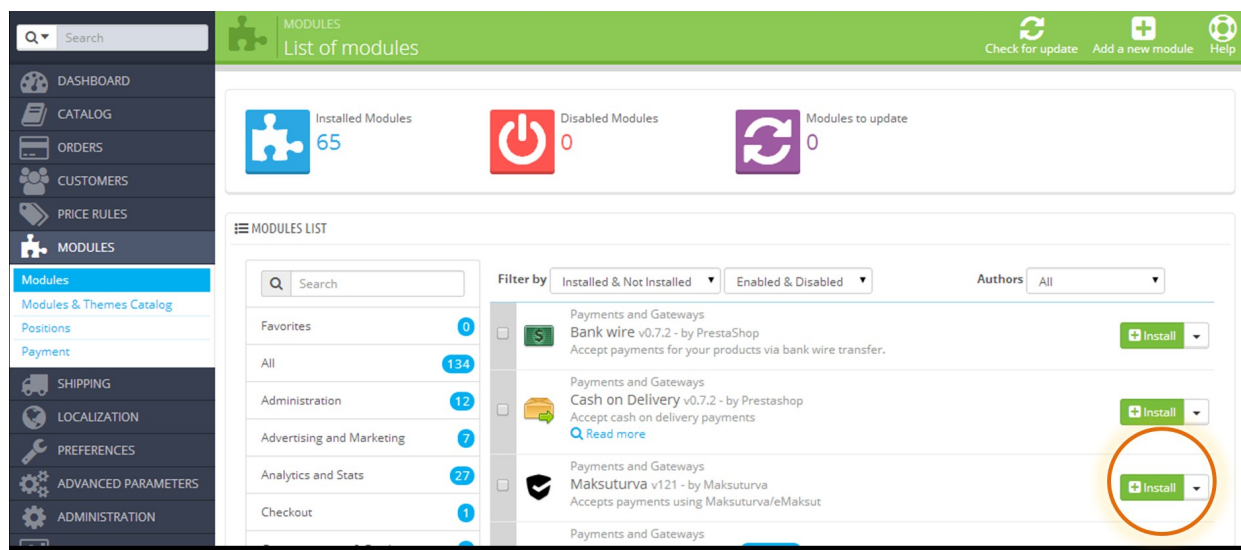 Search
MODULES
List of modules
Check for update
Add a new module
Help
DASHBOARD
CATALOG
ORDERS
CUSTOMERS
PRICE RULES
MODULES
Modules
Modules & Themes Catalog
Positions
Payment
SHIPPING
LOCALIZATION
PREFERENCES
ADVANCED PARAMETERS
ADMINISTRATION
Installed Modules
65
Disabled Modules
0
Modules to update
0
MODULES LIST
Search
Favorites 0
All 134
Administration 12
Advertising and Marketing 7
Analytics and Stats 27
Checkout 1
Filter by Installed & Not Installed Enabled & Disabled Authors All
Payments and Gateways
Bank wire v0.7.2 - by PrestaShop
Accept payments for your products via bank wire transfer.
Install
Payments and Gateways
Cash on Delivery v0.7.2 - by Prestashop
Accept cash on delivery payments
Read more
Install
Payments and Gateways
Maksuturva v121 - by Maksuturva
Accepts payments using Maksuturva/eMaksut
Install
Payments and Gateways